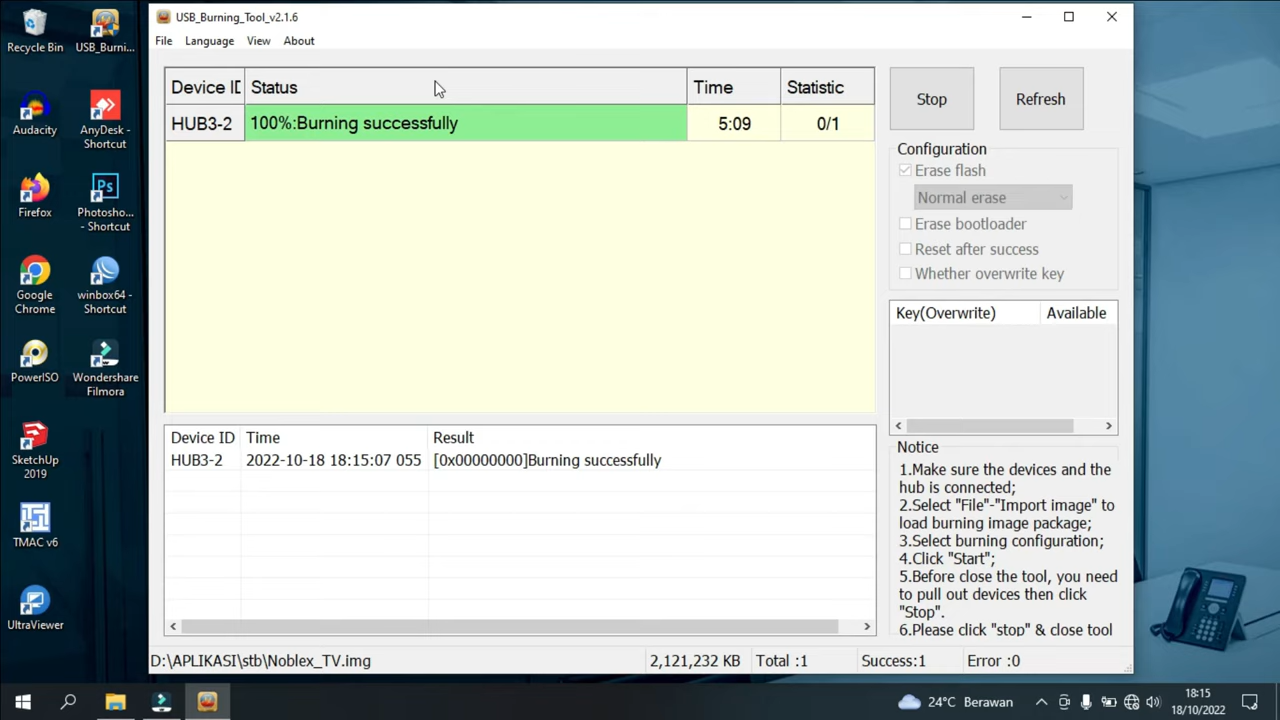 USB_Burning_Tool_v2.1.6
File Language View About
Device ID Status Time Statistic
HUB3-2 100%:Burning successfully 5:09 0/1
Stop Refresh
Configuration
Erase flash
Normal erase
Erase bootloader
Reset after success
Whether overwrite key
Key(Overwrite) Available
Device ID Time Result
HUB3-2 2022-10-18 18:15:07 055 [0x00000000]Burning successfully
Notice
1.Make sure the devices and the
hub is connected;
2.Select "File"-"Import image" to
load burning image package;
3.Select burning configuration;
4.Click "Start";
5.Before close the tool, you need
to pull out devices then click
"Stop".
6.Please click "stop" & close tool
D:\APLIKASI\stb\Noblex_TV.img 2,121,232 KB Total :1 Success:1 Error :0
Recycle Bin USB_Burni...
Audacity AnyDesk -
Shortcut
Firefox Photosho...
- Shortcut
Google
Chrome
winbox64 -
Shortcut
PowerISO Wondershare
Filmora
SketchUp
2019
TMAC v6
UltraViewer
24°C Berawan
18:15
18/10/2022